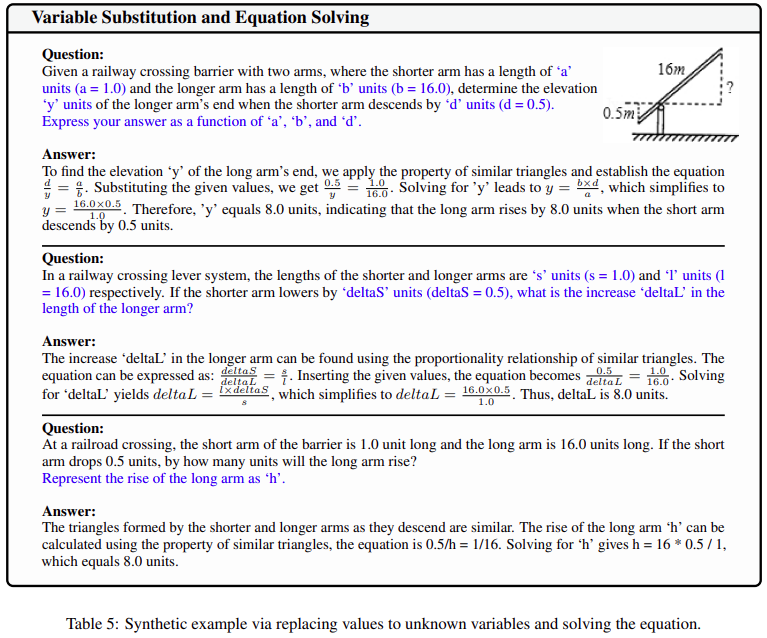 Variable Substitution and Equation Solving
Question:
Given a railway crossing barrier with two arms, where the shorter arm has a length of ‘a’
units (a = 1.0) and the longer arm has a length of ‘b’ units (b = 16.0), determine the elevation
‘y’ units of the longer arm’s end when the shorter arm descends by ‘d’ units (d = 0.5).
Express your answer as a function of ‘a’, ‘b’, and ‘d’.
16m
?
0.5m
Answer:
To find the elevation ‘y’ of the long arm’s end, we apply the property of similar triangles and establish the equation
d/y = a/b. Substituting the given values, we get 0.5/y = 1.0/16.0. Solving for ’y’ leads to y = b×d/a, which simplifies to
y = 16.0×0.5/1.0. Therefore, ’y’ equals 8.0 units, indicating that the long arm rises by 8.0 units when the short arm
descends by 0.5 units.
Question:
In a railway crossing lever system, the lengths of the shorter and longer arms are ‘s’ units (s = 1.0) and ‘l’ units (l
= 16.0) respectively. If the shorter arm lowers by ‘deltaS’ units (deltaS = 0.5), what is the increase ‘deltaL’ in the
length of the longer arm?
Answer:
The increase ‘deltaL’ in the longer arm can be found using the proportionality relationship of similar triangles. The
equation can be expressed as: deltaS/deltaL = s/l. Inserting the given values, the equation becomes 0.5/deltaL = 1.0/16.0. Solving
for ‘deltaL’ yields deltaL = l×deltaS/s, which simplifies to deltaL = 16.0×0.5/1.0. Thus, deltaL is 8.0 units.
Question:
At a railroad crossing, the short arm of the barrier is 1.0 unit long and the long arm is 16.0 units long. If the short
arm drops 0.5 units, by how many units will the long arm rise?
Represent the rise of the long arm as ‘h’.
Answer:
The triangles formed by the shorter and longer arms as they descend are similar. The rise of the long arm ‘h’ can be
calculated using the property of similar triangles, the equation is 0.5/h = 1/16. Solving for ‘h’ gives h = 16 * 0.5 / 1,
which equals 8.0 units.
Table 5: Synthetic example via replacing values to unknown variables and solving the equation.